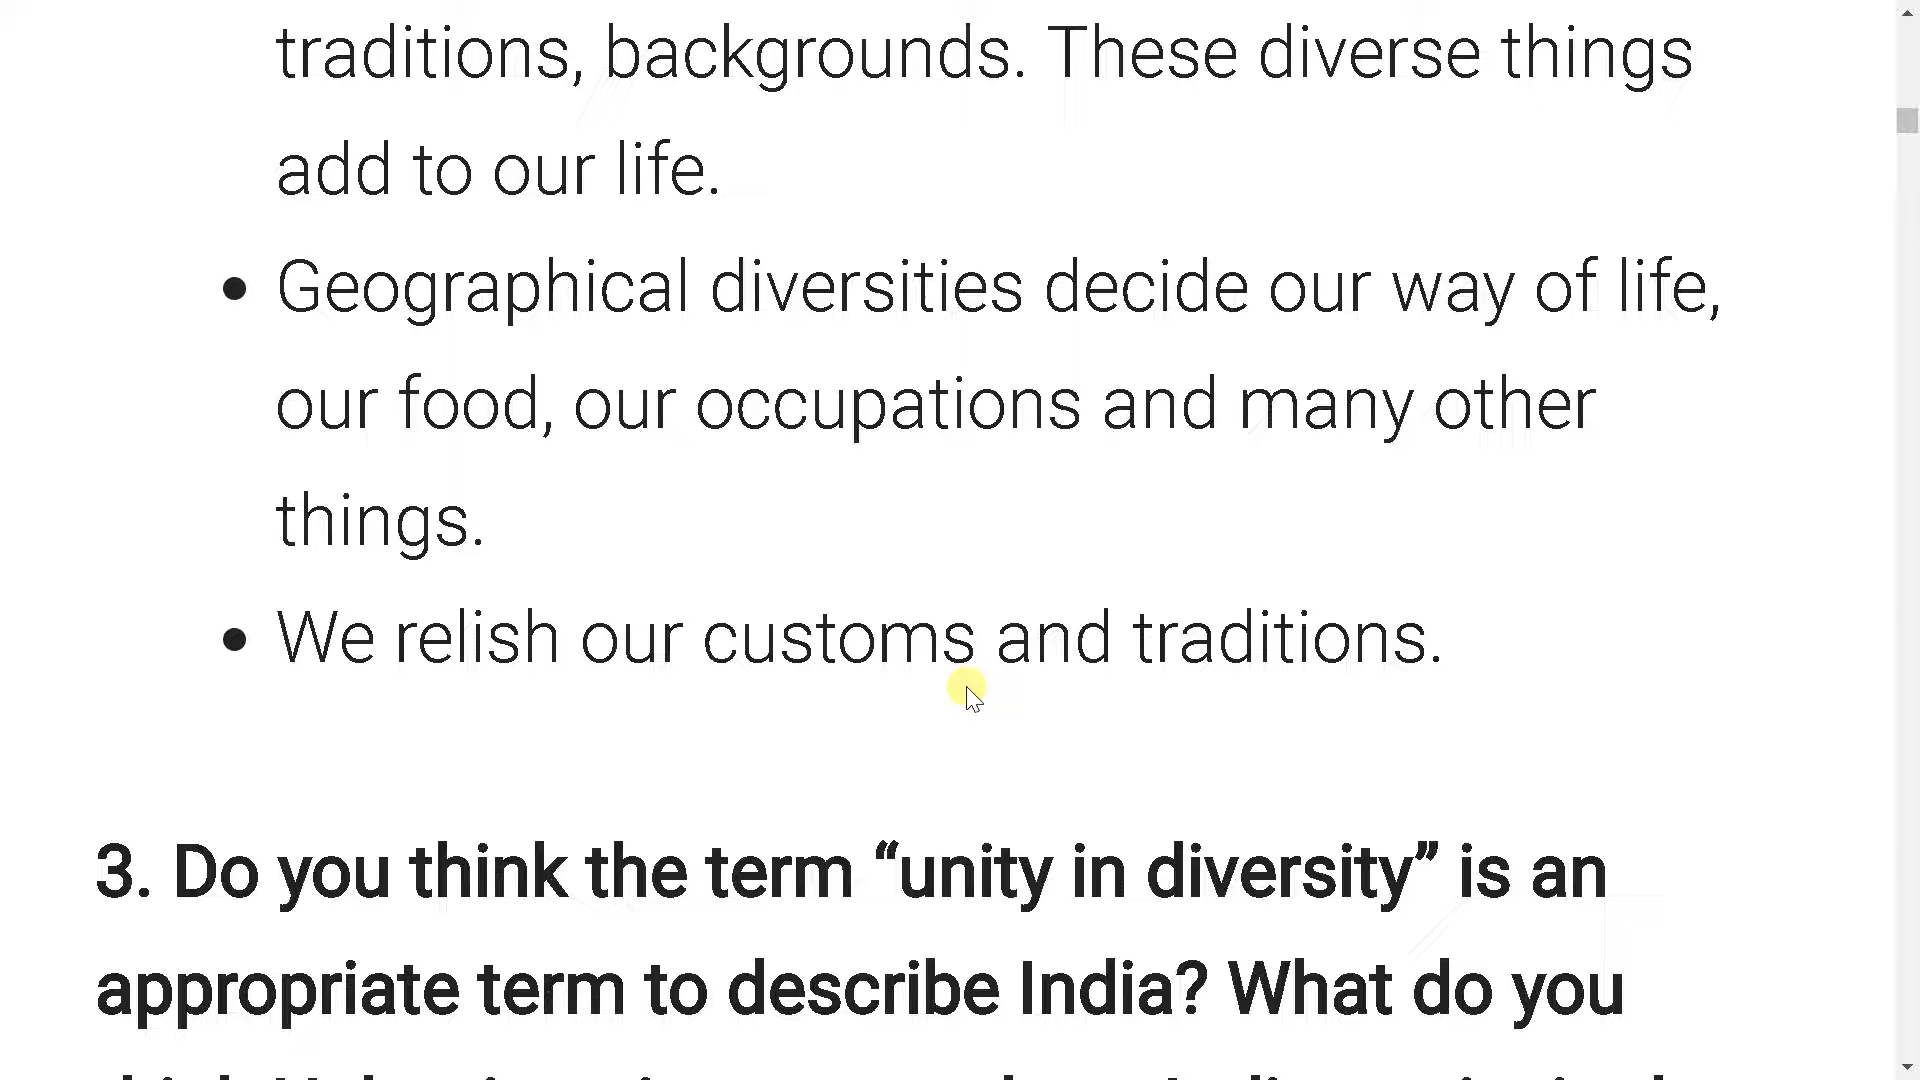 traditions, backgrounds. These diverse things
add to our life.
• Geographical diversities decide our way of life,
our food, our occupations and many other
things.
• We relish our customs and traditions.
3. Do you think the term “unity in diversity” is an
appropriate term to describe India? What do you